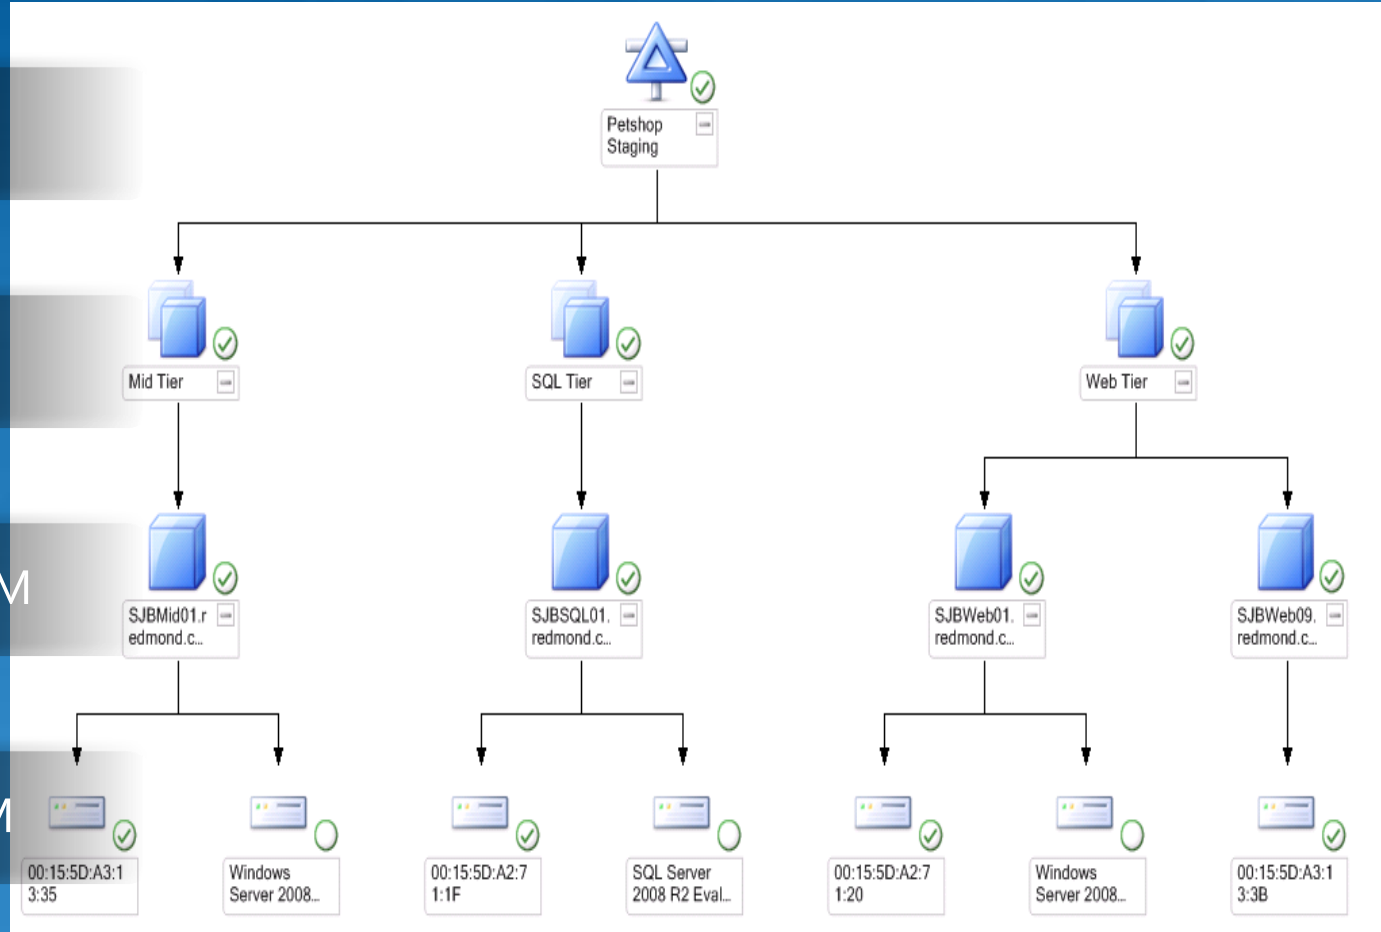 Petshop
Staging
Mid Tier
SQL Tier
Web Tier
SJBMid01.r
edmond.c...
SJBSQL01.
redmond.c...
SJBWeb01.
redmond.c...
SJBWeb09.
redmond.c...
M
M
00:15:5D:A3:1
3:35
Windows
Server 2008...
00:15:5D:A2:7
1:1F
SQL Server
2008 R2 Eval...
00:15:5D:A2:7
1:20
Windows
Server 2008...
00:15:5D:A3:1
3:3B